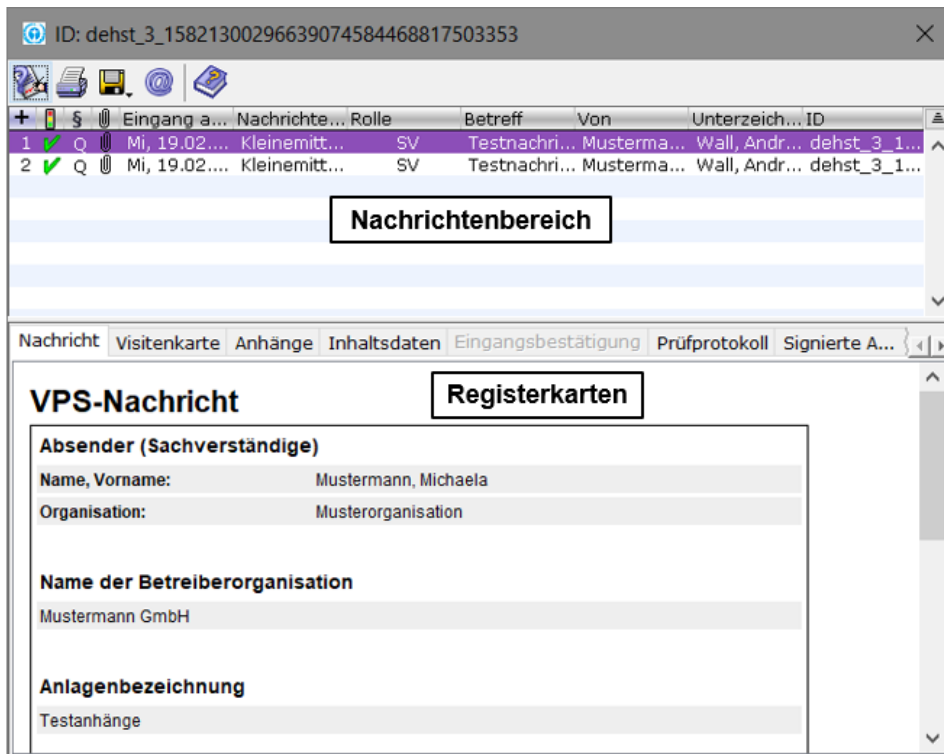 ID: dehst_3_15821300296639074584468817503353
+ § Eingang a... Nachrichte... Rolle Betreff Von Unterzeich... ID
1 Q Mi, 19.02.... Kleinemitt... SV Testnachri... Musterma... Wall, Andr... dehst_3_1...
2 Q Mi, 19.02.... Kleinemitt... SV Testnachri... Musterma... Wall, Andr... dehst_3_1...
Nachrichtenbereich
Nachricht Visitenkarte Anhänge Inhaltsdaten Eingangsbestätigung Prüfprotokoll Signierte A...
Registerkarten
VPS-Nachricht
Absender (Sachverständige)
Name, Vorname: Mustermann, Michaela
Organisation: Musterorganisation
Name der Betreiberorganisation
Mustermann GmbH
Anlagenbezeichnung
Testanhänge